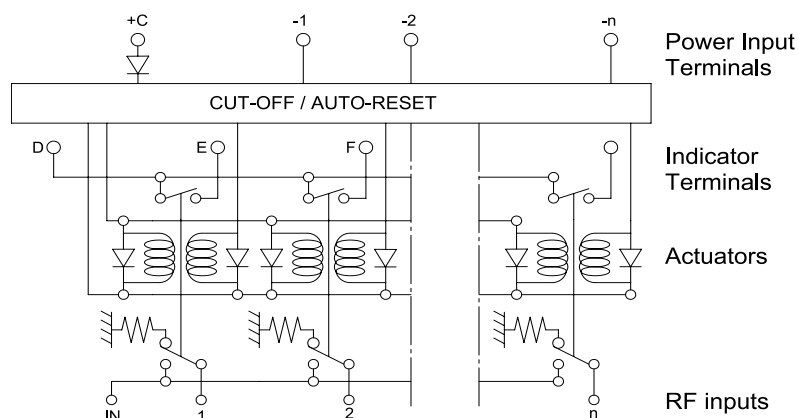 +C -1 -2 -n
Power Input
Terminals
CUT-OFF / AUTO-RESET
D E F
Indicator
Terminals
Actuators
IN 1 2 n
RF inputs